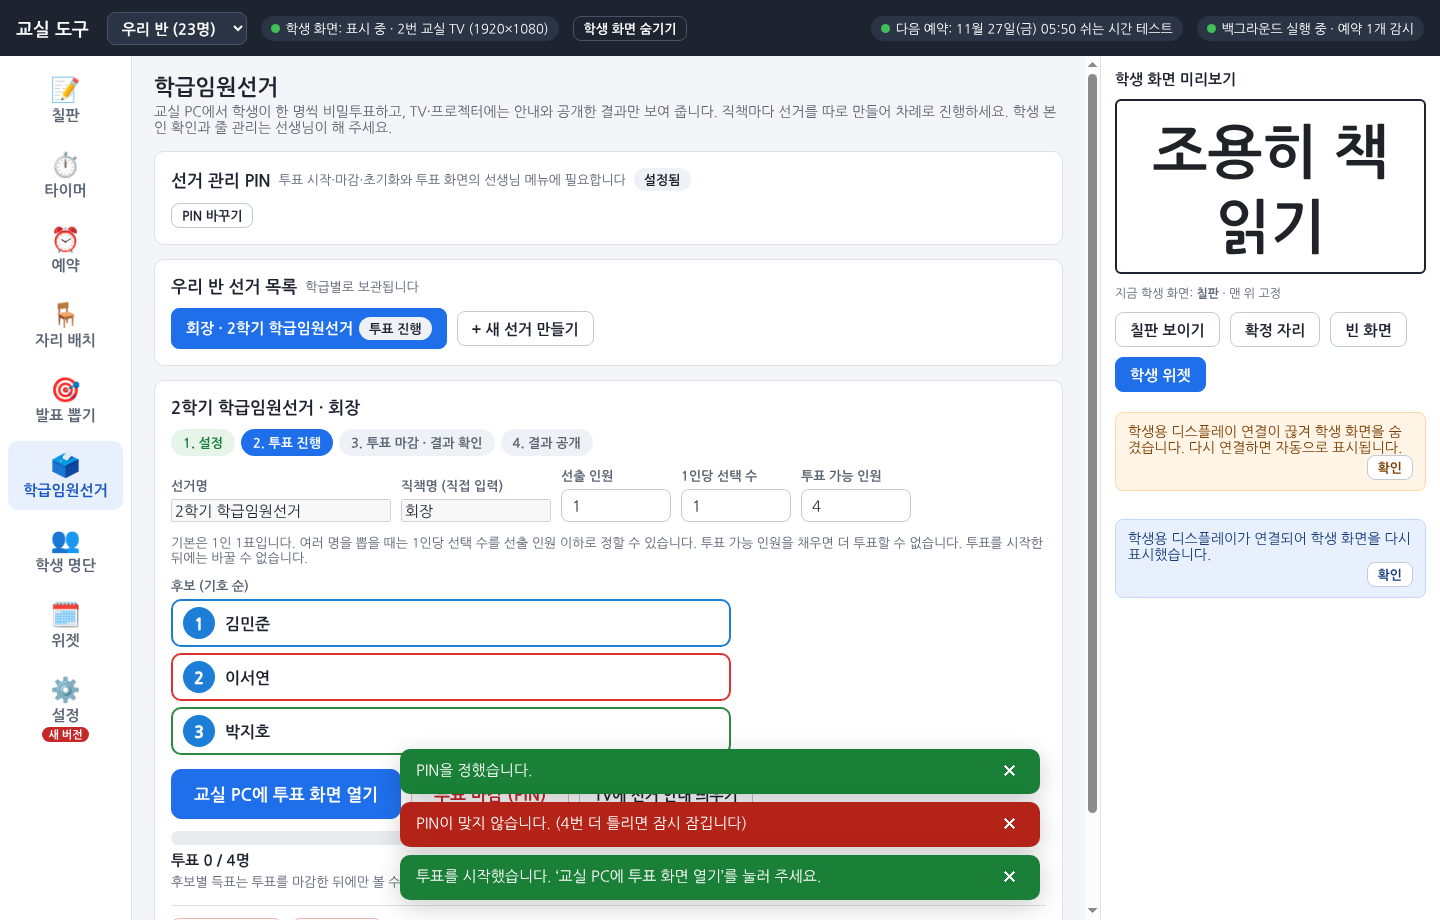 교실 도구
우리 반 (23명)
학생 화면: 표시 중 · 2번 교실 TV (1920×1080)
학생 화면 숨기기
다음 예약: 11월 27일(금) 05:50 쉬는 시간 테스트
백그라운드 실행 중 · 예약 1개 감시
칠판
타이머
예약
자리 배치
발표 뽑기
학급임원선거
학생 명단
위젯
설정
새 버전
학급임원선거
교실 PC에서 학생이 한 명씩 비밀투표하고, TV·프로젝터에는 안내와 공개한 결과만 보여 줍니다. 직책마다 선거를 따로 만들어 차례로 진행하세요. 학생 본
인 확인과 줄 관리는 선생님이 해 주세요.
선거 관리 PIN 투표 시작·마감·초기화와 투표 화면의 선생님 메뉴에 필요합니다 설정됨
PIN 바꾸기
우리 반 선거 목록 학급별로 보관됩니다
회장 · 2학기 학급임원선거 투표 진행
+ 새 선거 만들기
2학기 학급임원선거 · 회장
1. 설정
2. 투표 진행
3. 투표 마감 · 결과 확인
4. 결과 공개
선거명
2학기 학급임원선거
직책명 (직접 입력)
회장
선출 인원
1
1인당 선택 수
1
투표 가능 인원
4
기본은 1인 1표입니다. 여러 명을 뽑을 때는 1인당 선택 수를 선출 인원 이하로 정할 수 있습니다. 투표 가능 인원을 채우면 더 투표할 수 없습니다. 투표를 시작한
뒤에는 바꿀 수 없습니다.
후보 (기호 순)
1 김민준
2 이서연
3 박지호
교실 PC에 투표 화면 열기
투표 마감 (PIN)
TV에 선거 안내 띄우기
투표 0 / 4명
후보별 득표는 투표를 마감한 뒤에만 볼 수
PIN을 정했습니다.
PIN이 맞지 않습니다. (4번 더 틀리면 잠시 잠깁니다)
투표를 시작했습니다. ‘교실 PC에 투표 화면 열기’를 눌러 주세요.
학생 화면 미리보기
조용히 책
읽기
지금 학생 화면: 칠판 · 맨 위 고정
칠판 보이기
확정 자리
빈 화면
학생 위젯
학생용 디스플레이 연결이 끊겨 학생 화면을 숨
겼습니다. 다시 연결하면 자동으로 표시됩니다.
확인
학생용 디스플레이가 연결되어 학생 화면을 다시
표시했습니다.
확인